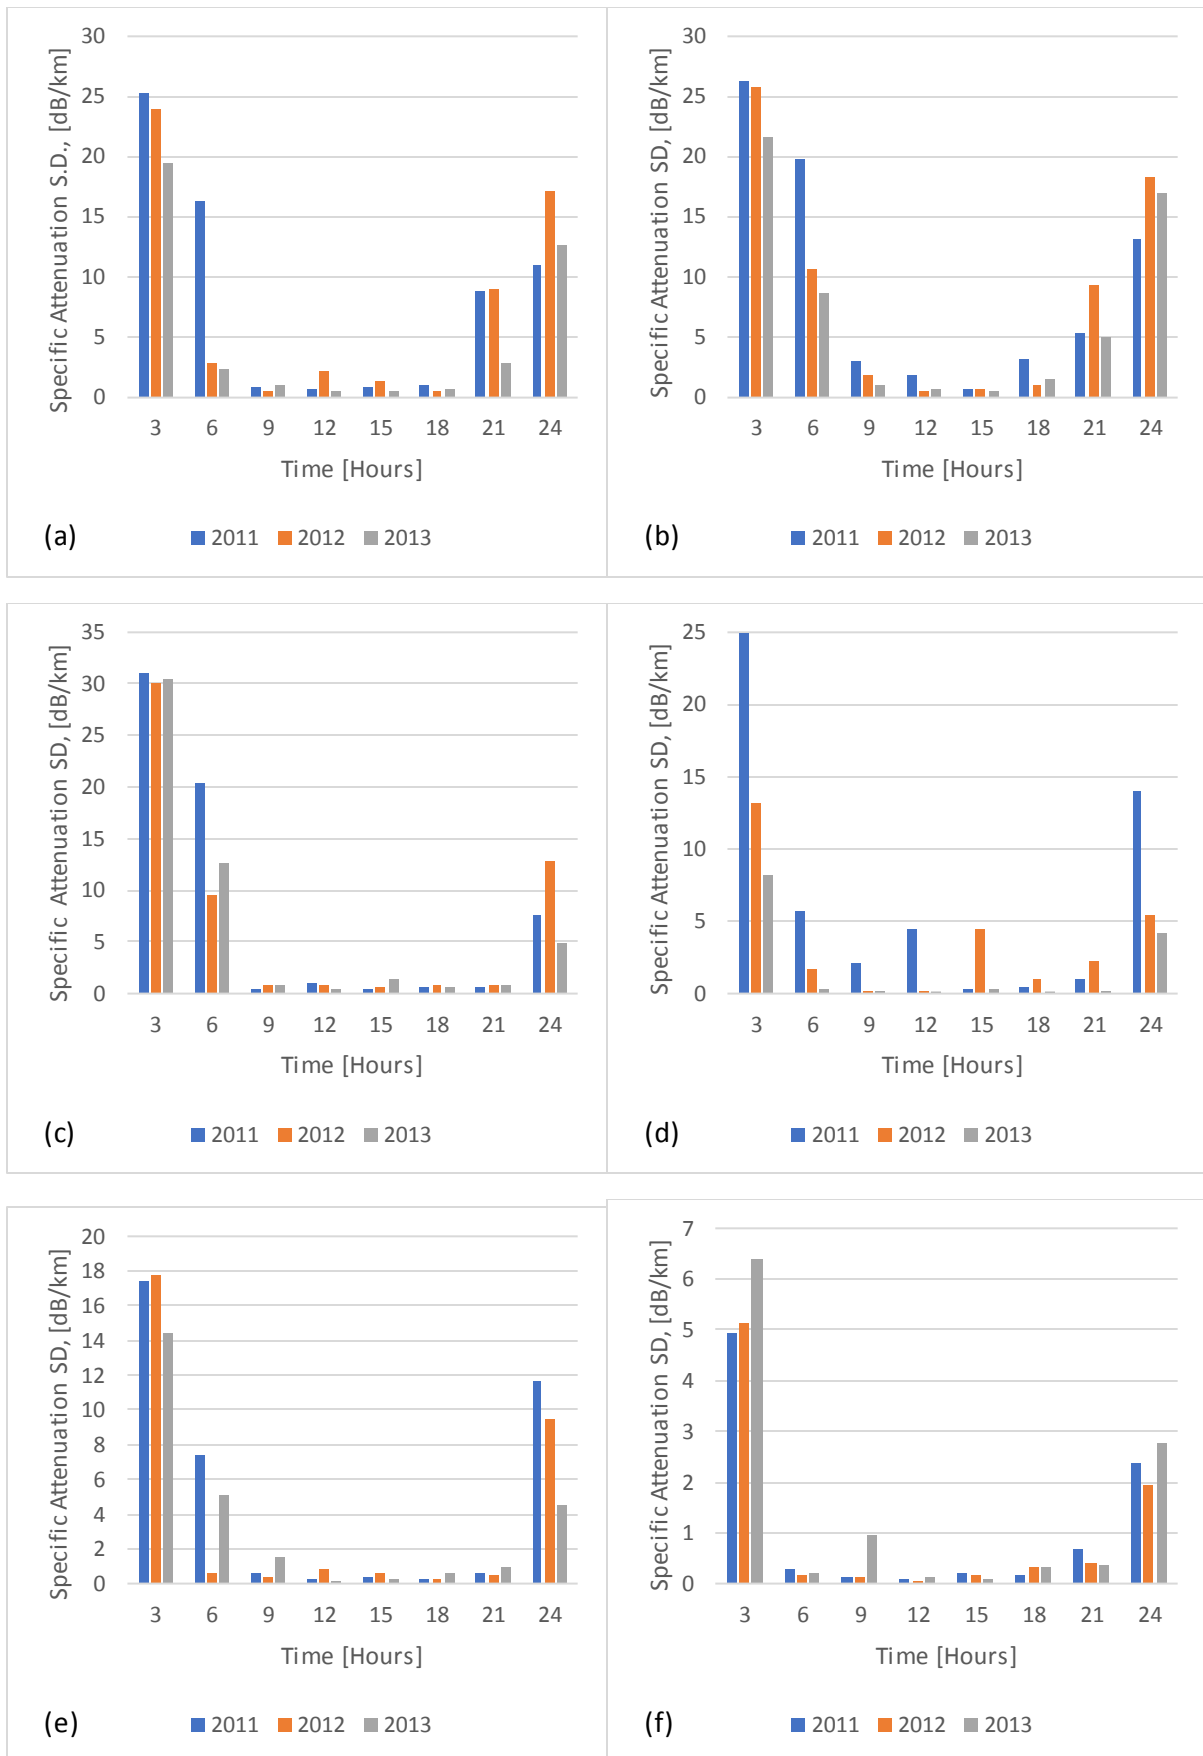 Specific Attenuation S.D., [dB/km]
30
25
20
15
10
5
0
3 6 9 12 15 18 21 24
Time [Hours]
(a) 2011 2012 2013
Specific Attenuation SD, [dB/km]
30
25
20
15
10
5
0
3 6 9 12 15 18 21 24
Time [Hours]
(b) 2011 2012 2013
Specific Attenuation SD, [dB/km]
35
30
25
20
15
10
5
0
3 6 9 12 15 18 21 24
Time [Hours]
(c) 2011 2012 2013
Specific Attenuation SD, [dB/km]
25
20
15
10
5
0
3 6 9 12 15 18 21 24
Time [Hours]
(d) 2011 2012 2013
Specific Attenuation SD, [dB/km]
20
18
16
14
12
10
8
6
4
2
0
3 6 9 12 15 18 21 24
Time [Hours]
(e) 2011 2012 2013
Specific Attenuation SD, [dB/km]
7
6
5
4
3
2
1
0
3 6 9 12 15 18 21 24
Time [Hours]
(f) 2011 2012 2013